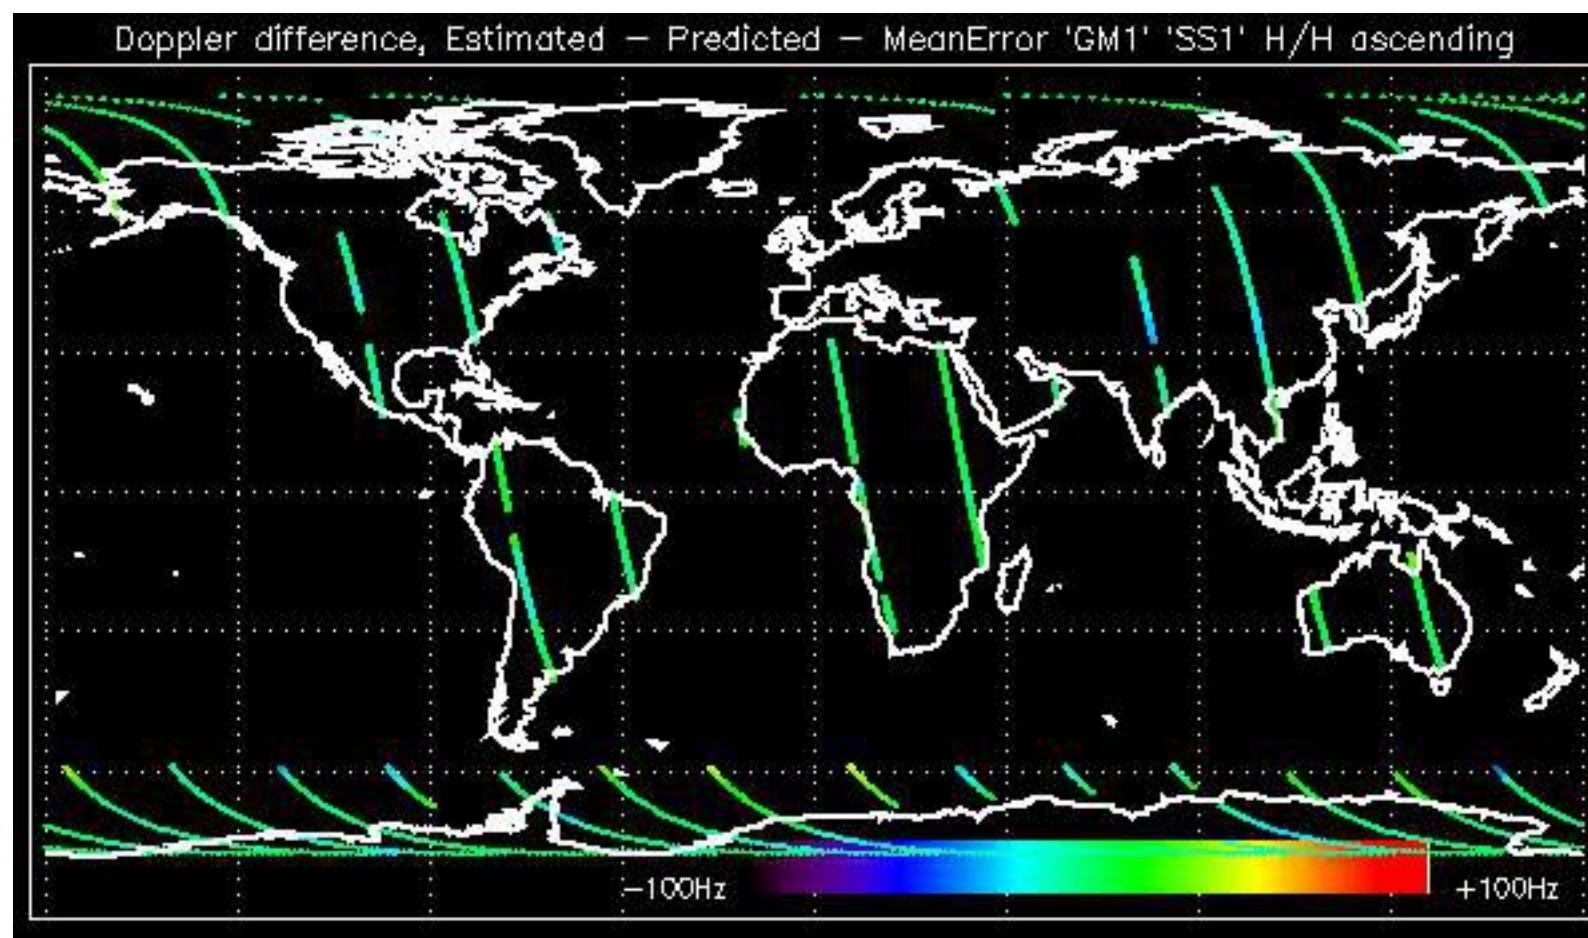 Doppler difference, Estimated – Predicted – MeanError 'GM1' 'SS1' H/H ascending
−100Hz +100Hz